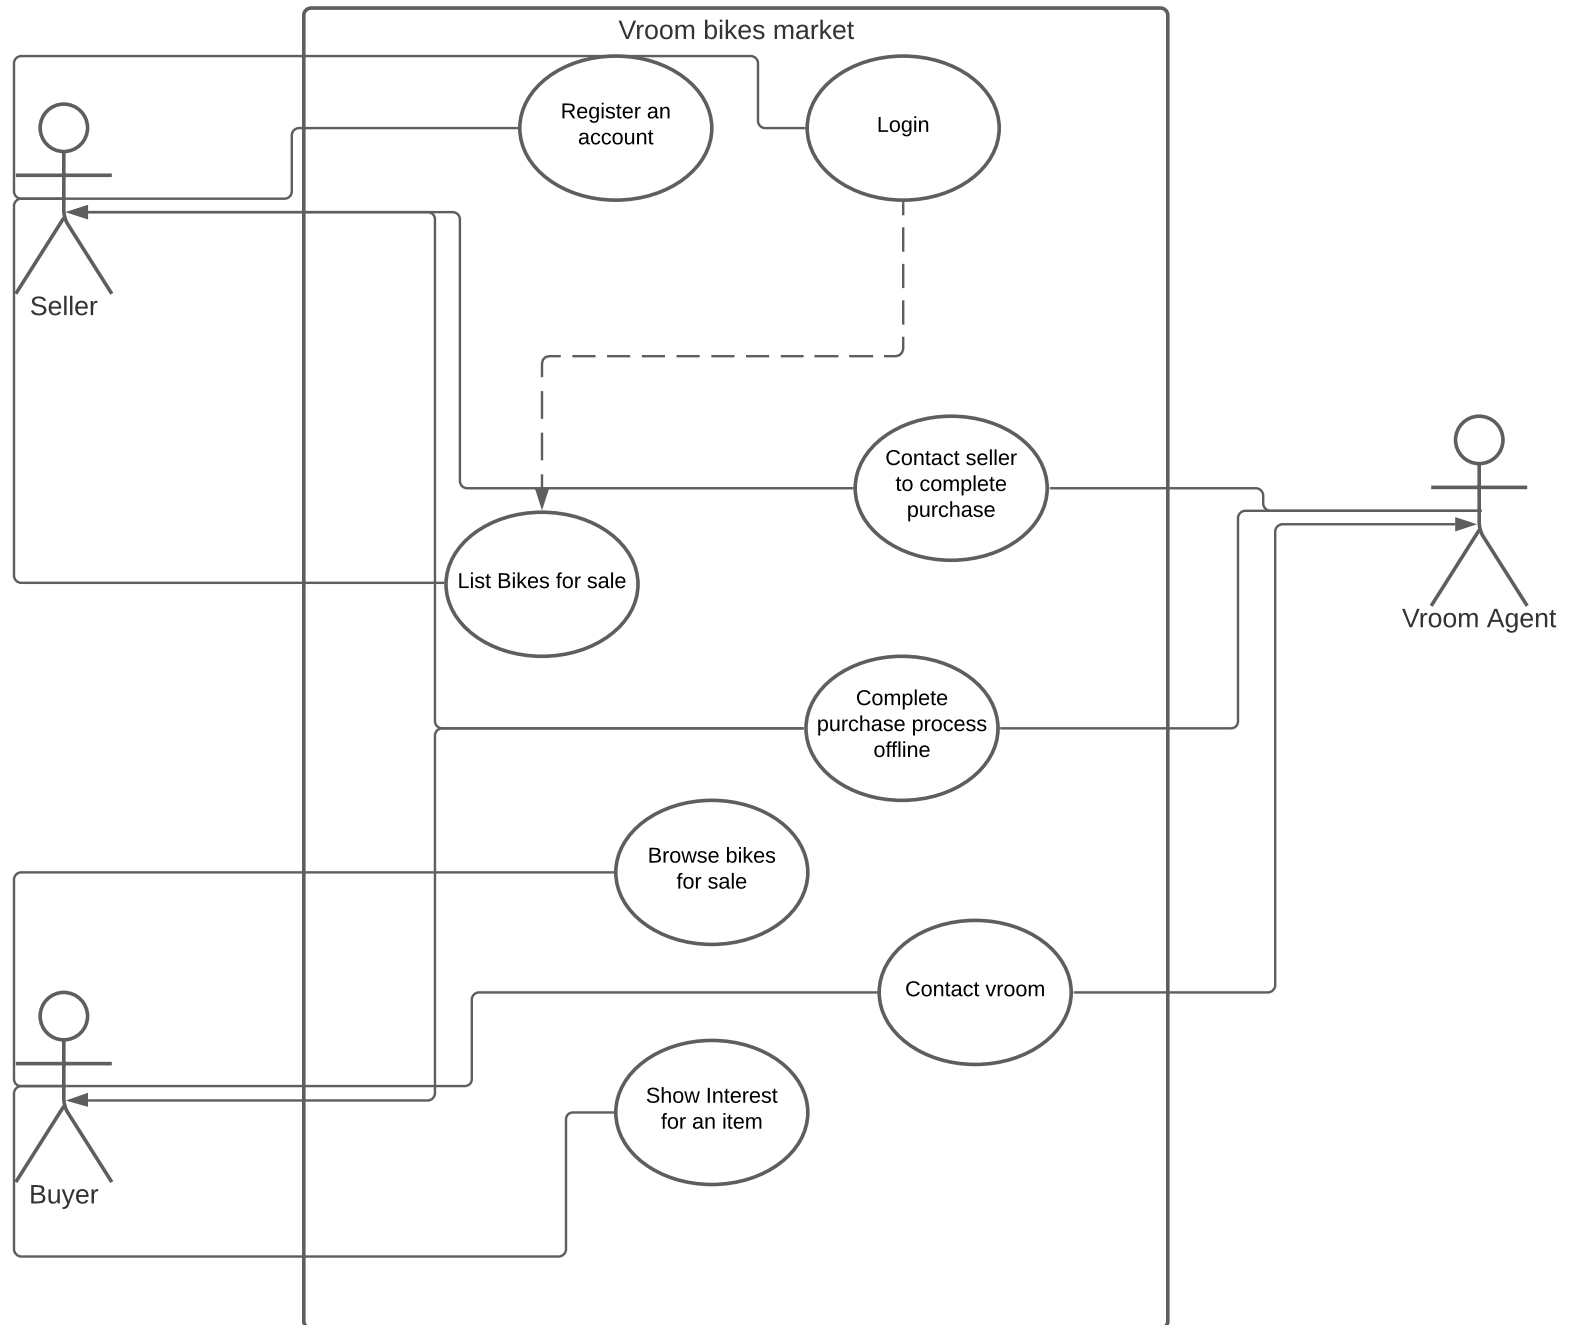 Vroom bikes market
Register an
account
Login
Seller
Contact seller
to complete
purchase
List Bikes for sale
Vroom Agent
Complete
purchase process
offline
Browse bikes
for sale
Contact vroom
Show Interest
for an item
Buyer